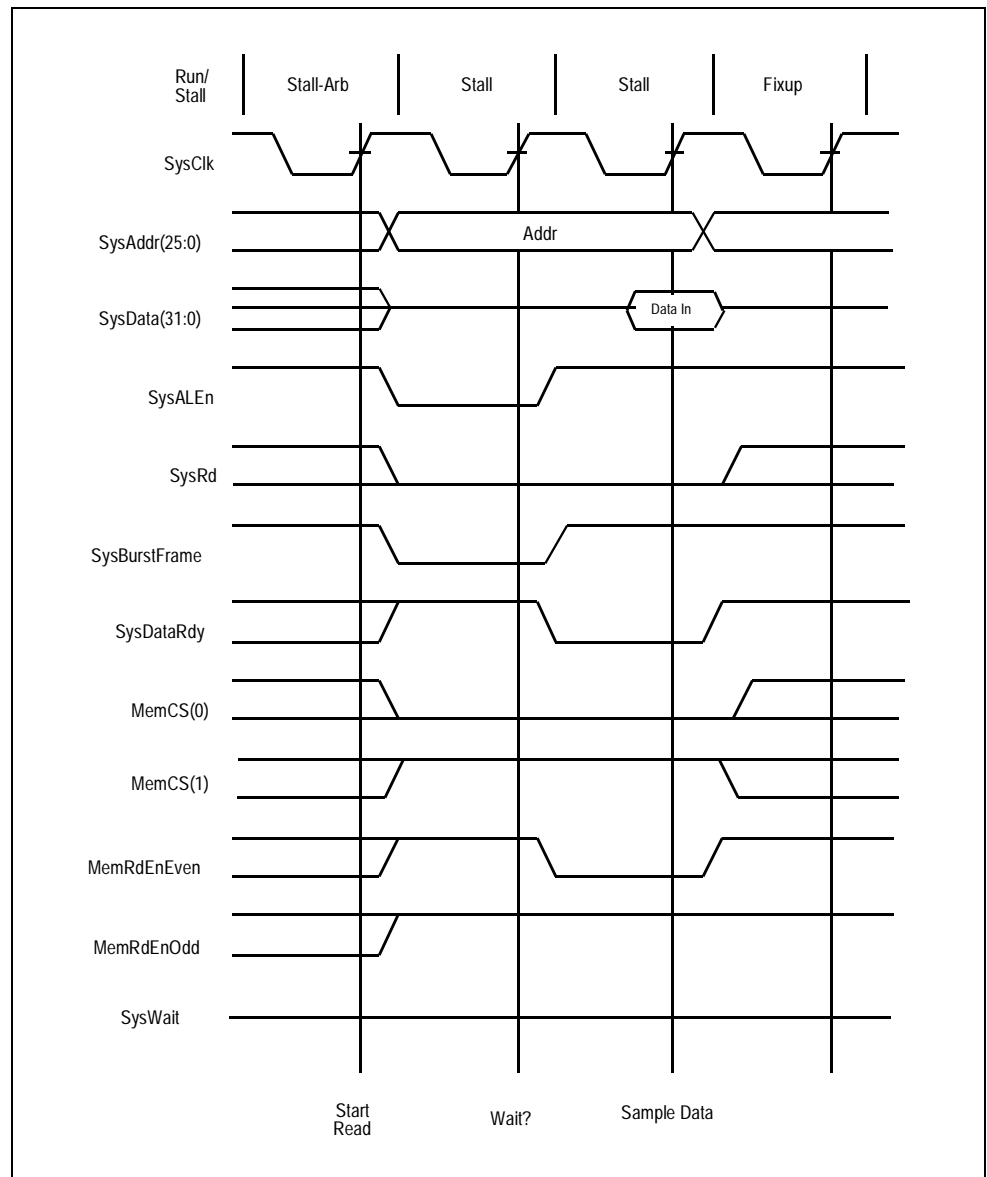 Run/
Stall
Stall-Arb
Stall
Stall
Fixup
SysClk
SysAddr(25:0)
Addr
SysData(31:0)
Data In
SysALEn
SysRd
SysBurstFrame
SysDataRdy
MemCS(0)
MemCS(1)
MemRdEnEven
MemRdEnOdd
SysWait
Start
Read
Wait?
Sample Data